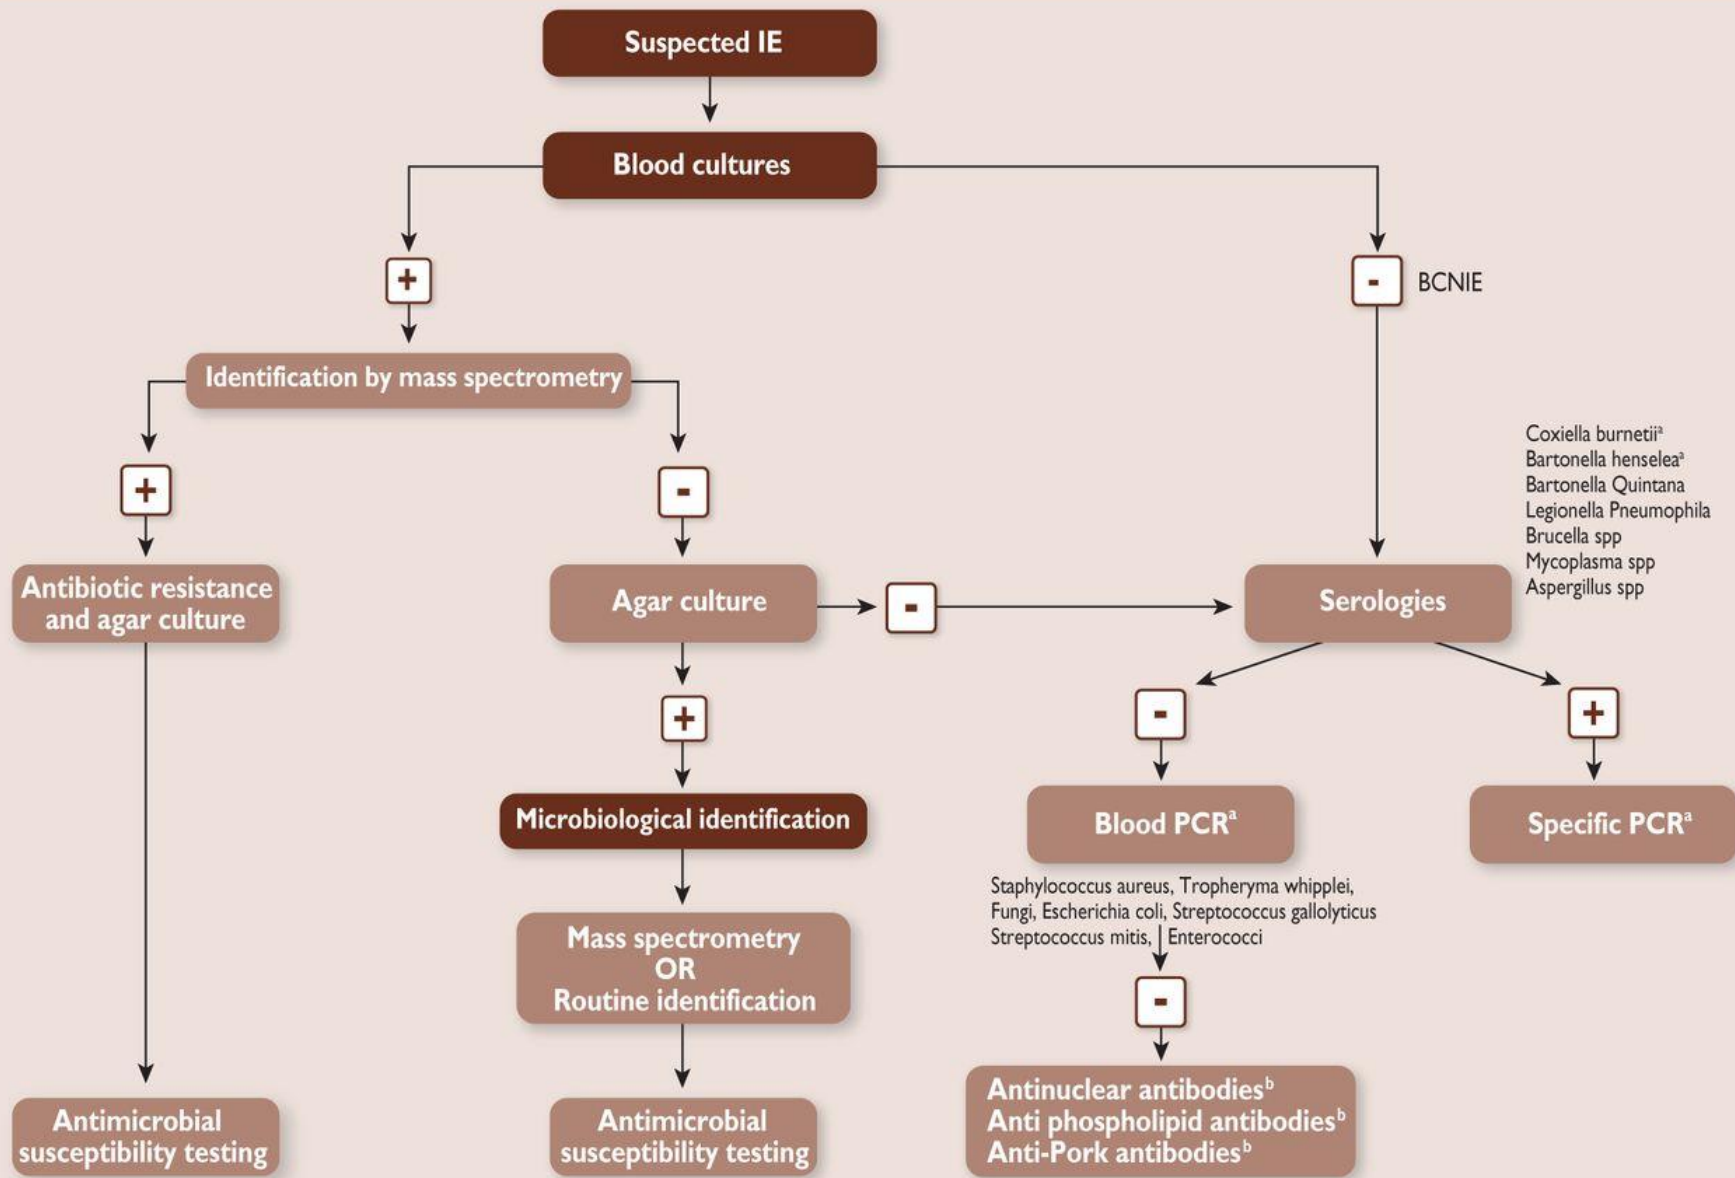 Suspected IE
Blood cultures
+
-
BCNIE
Identification by mass spectrometry
+
-
Coxiella burnetiiª
Bartonella henseleaª
Bartonella Quintana
Legionella Pneumophila
Brucella spp
Mycoplasma spp
Aspergillus spp
Antibiotic resistance
and agar culture
Agar culture
-
Serologies
+
-
+
Microbiological identification
Blood PCRª
Specific PCRª
Staphylococcus aureus, Tropheryma whipplei,
Fungi, Escherichia coli, Streptococcus gallolyticus
Streptococcus mitis, Enterococci
Mass spectrometry
OR
Routine identification
-
Antimicrobial
susceptibility testing
Antimicrobial
susceptibility testing
Antinuclear antibodiesᵇ
Anti phospholipid antibodiesᵇ
Anti-Pork antibodiesᵇ